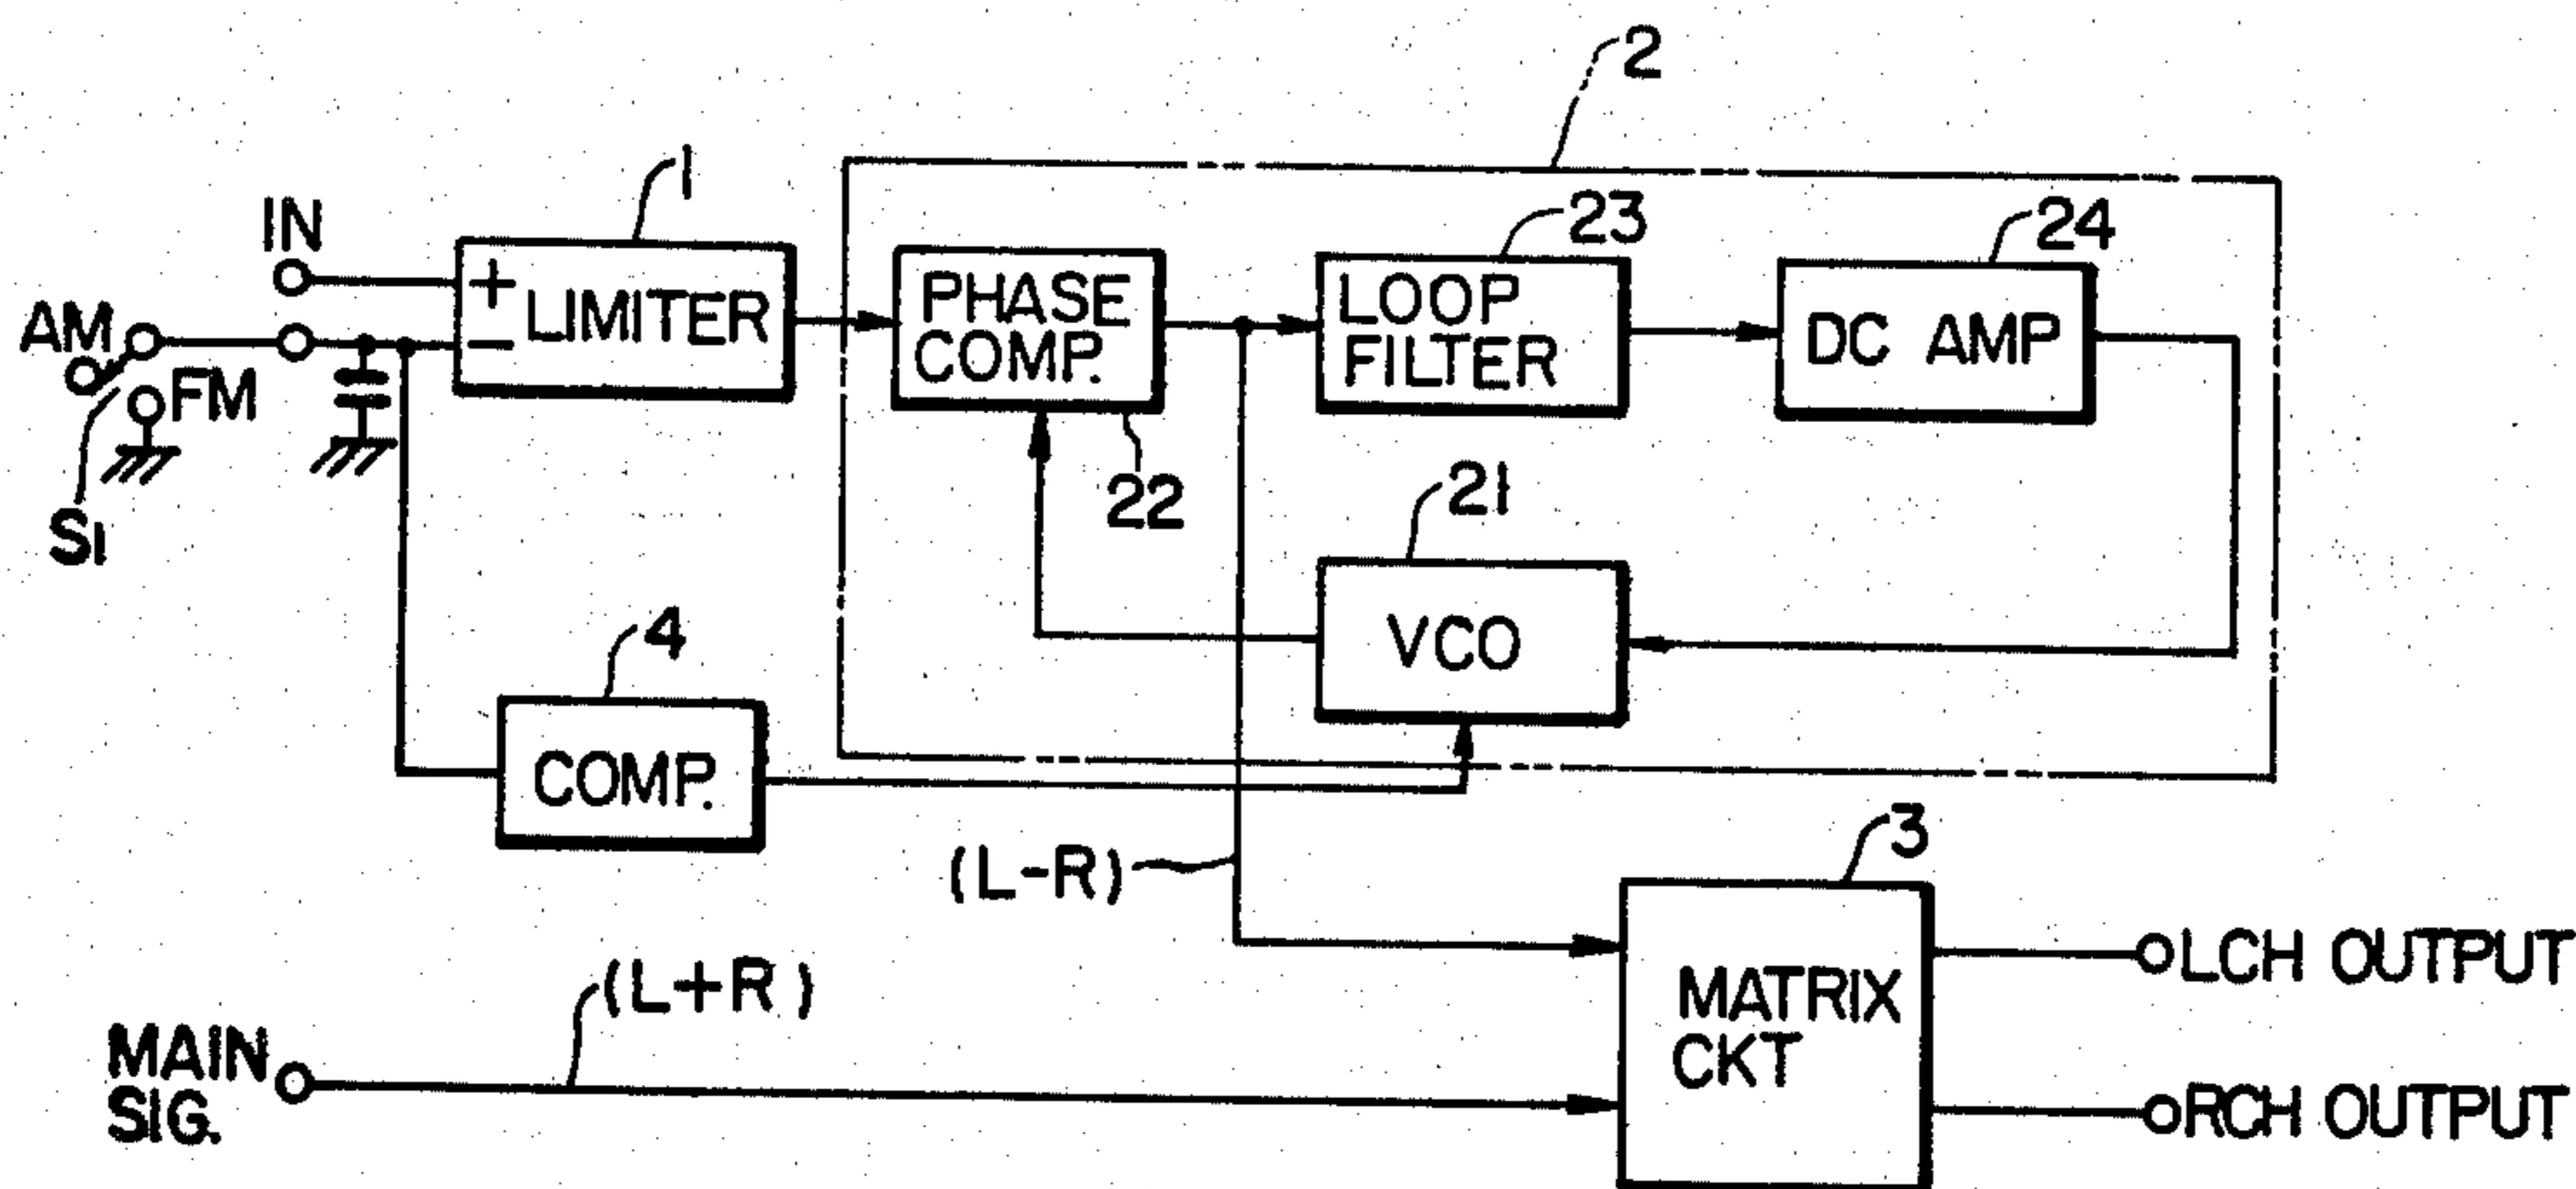 2
1
IN
+
LIMITER
−
AM
FM
S1
PHASE
COMP.
22
23
LOOP
FILTER
24
DC AMP
21
VCO
4
COMP.
(L-R)
3
MATRIX
CKT
LCH OUTPUT
RCH OUTPUT
(L+R)
MAIN
SIG.